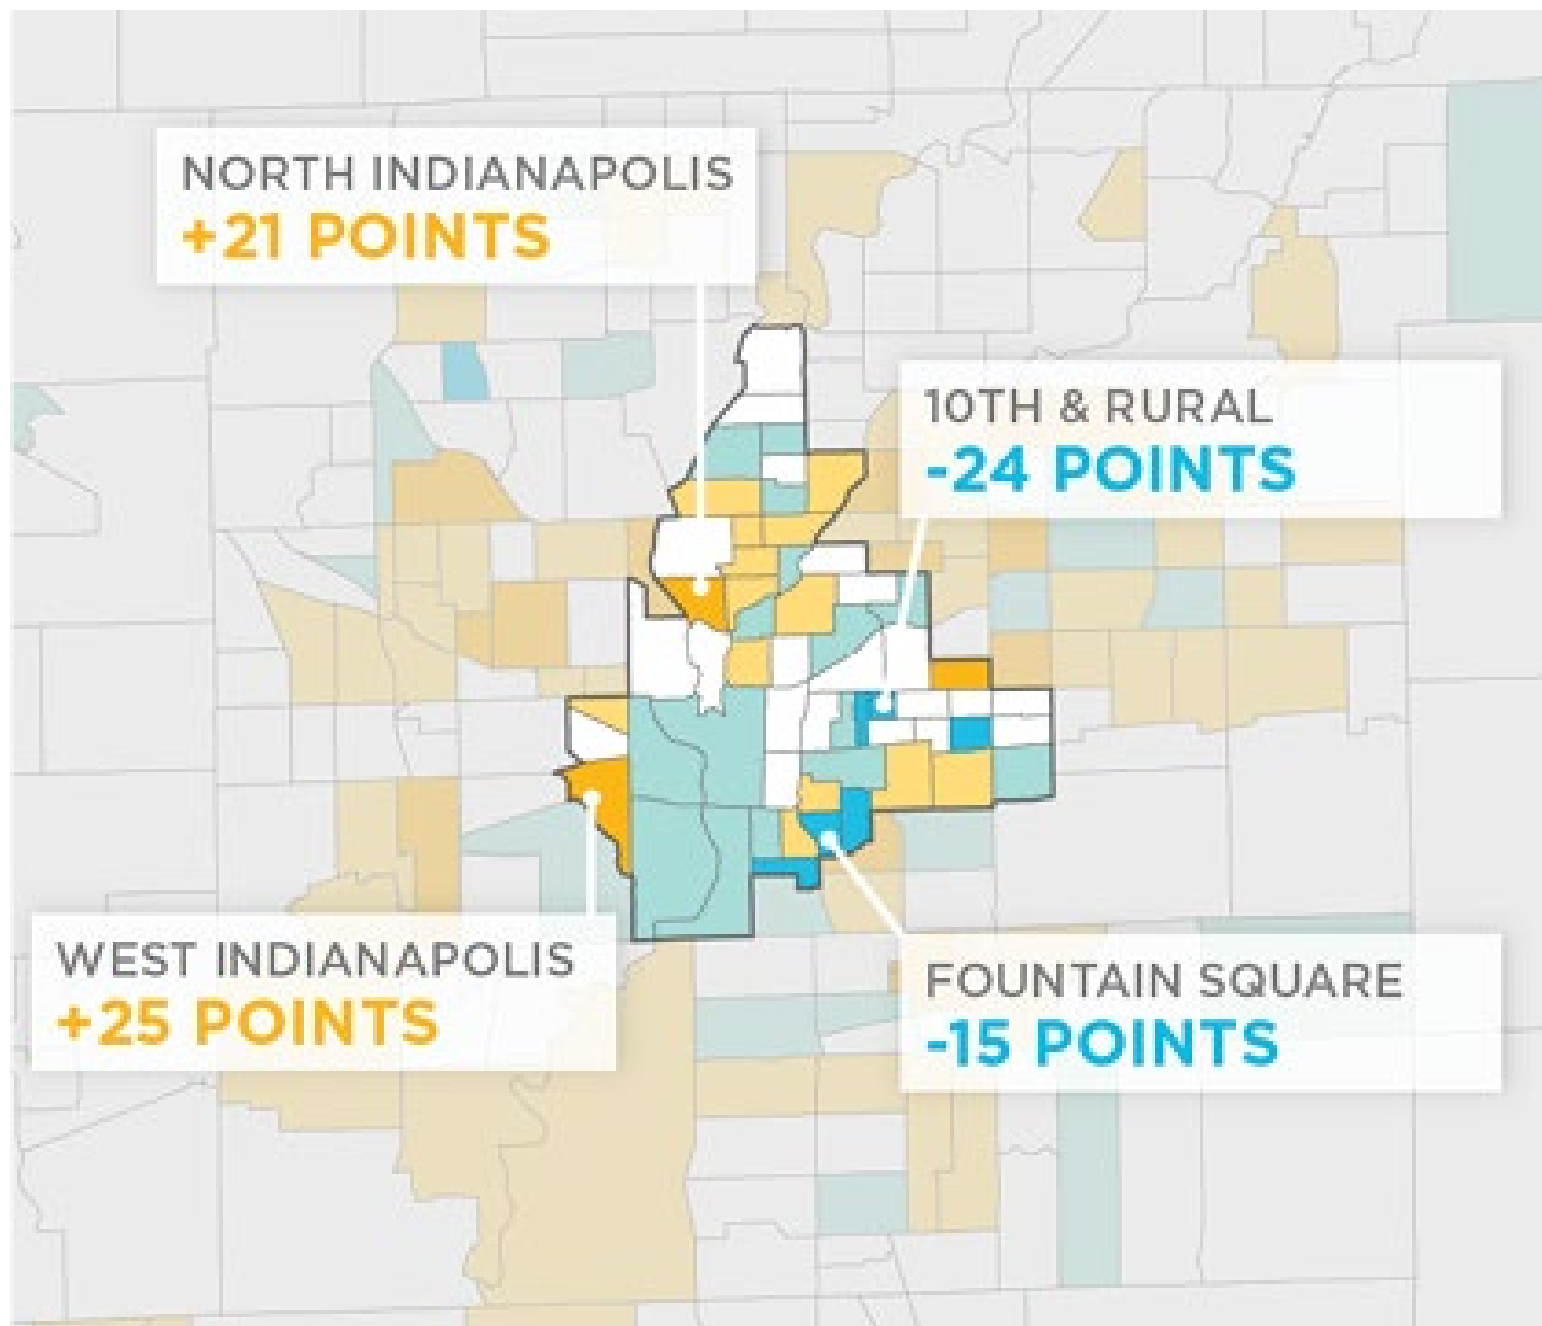 NORTH INDIANAPOLIS
+21 POINTS
10TH & RURAL
-24 POINTS
WEST INDIANAPOLIS
+25 POINTS
FOUNTAIN SQUARE
-15 POINTS